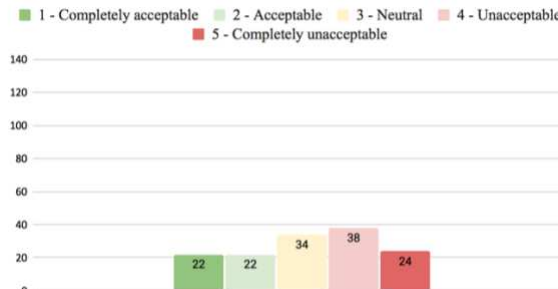 1 - Completely acceptable 2 - Acceptable 3 - Neutral 4 - Unacceptable
5 - Completely unacceptable
140
120
100
80
60
40
20
22 22 34 38 24